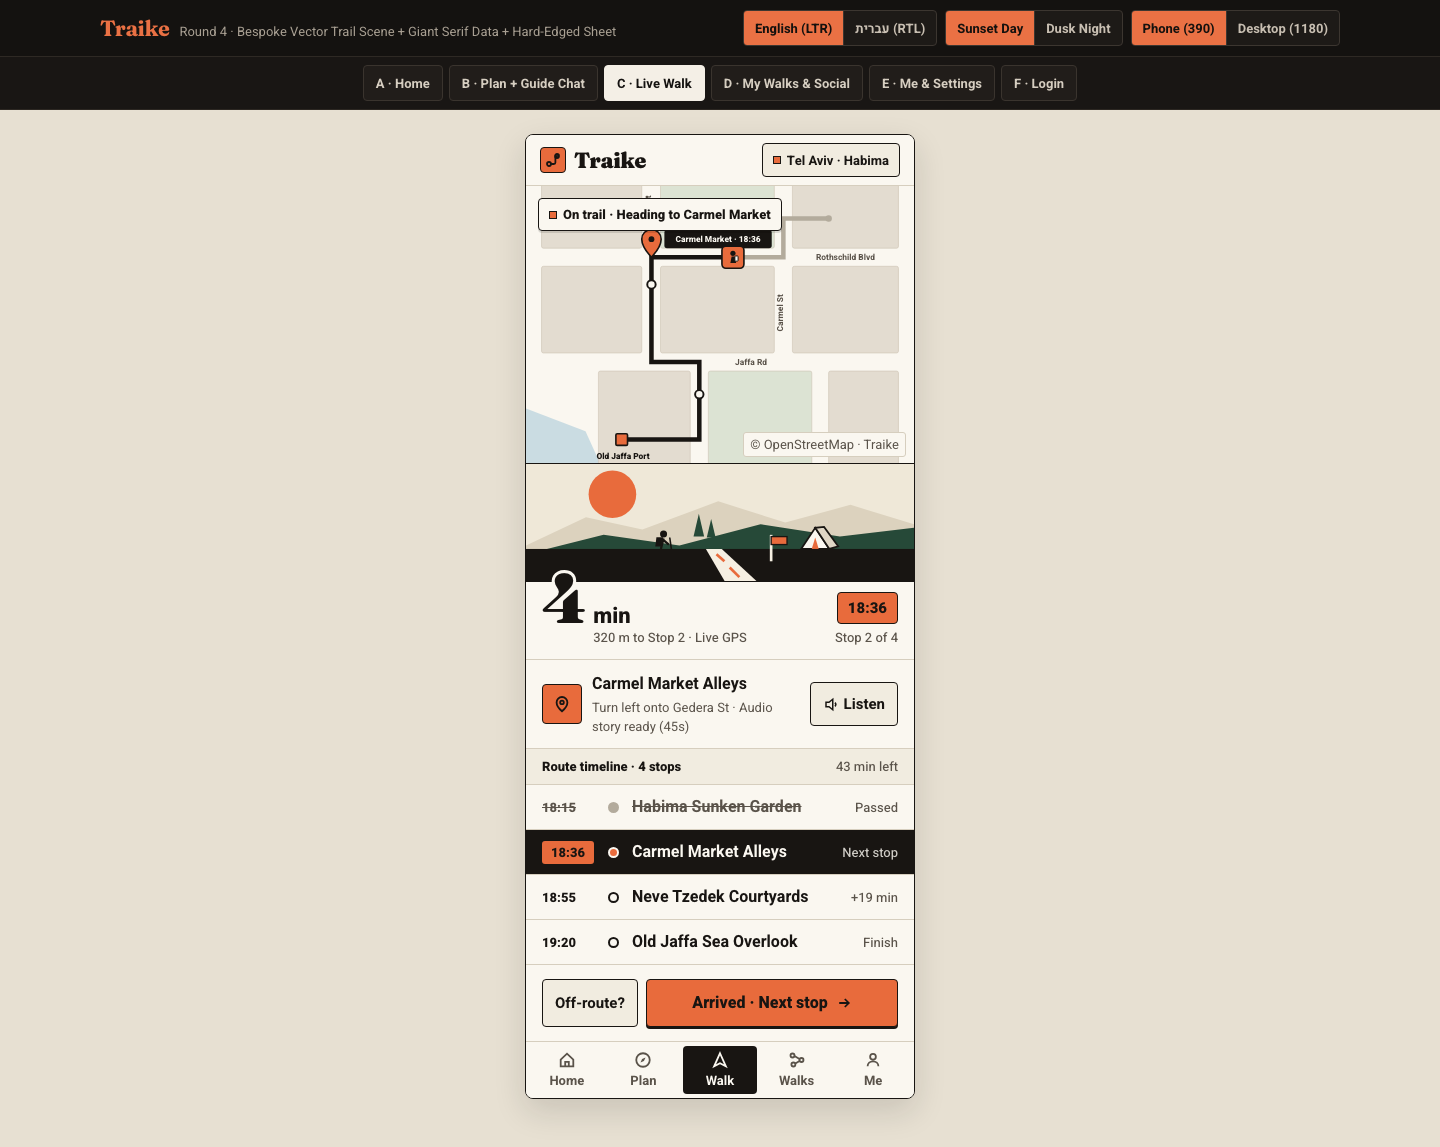 Traike Round 4 · Bespoke Vector Trail Scene + Giant Serif Data + Hard-Edged Sheet
English (LTR) עברית (RTL) Sunset Day Dusk Night Phone (390) Desktop (1180)
A · Home B · Plan + Guide Chat C · Live Walk D · My Walks & Social E · Me & Settings F · Login
Traike Tel Aviv · Habima
On trail · Heading to Carmel Market
Carmel Market · 18:36
Rothschild Blvd
Carmel St
Jaffa Rd
© OpenStreetMap · Traike
Old Jaffa Port
4 min 18:36
320 m to Stop 2 · Live GPS Stop 2 of 4
Carmel Market Alleys
Turn left onto Gedera St · Audio
story ready (45s)
Listen
Route timeline · 4 stops 43 min left
18:15 Habima Sunken Garden Passed
18:36 Carmel Market Alleys Next stop
18:55 Neve Tzedek Courtyards +19 min
19:20 Old Jaffa Sea Overlook Finish
Off-route? Arrived · Next stop →
Home Plan Walk Walks Me